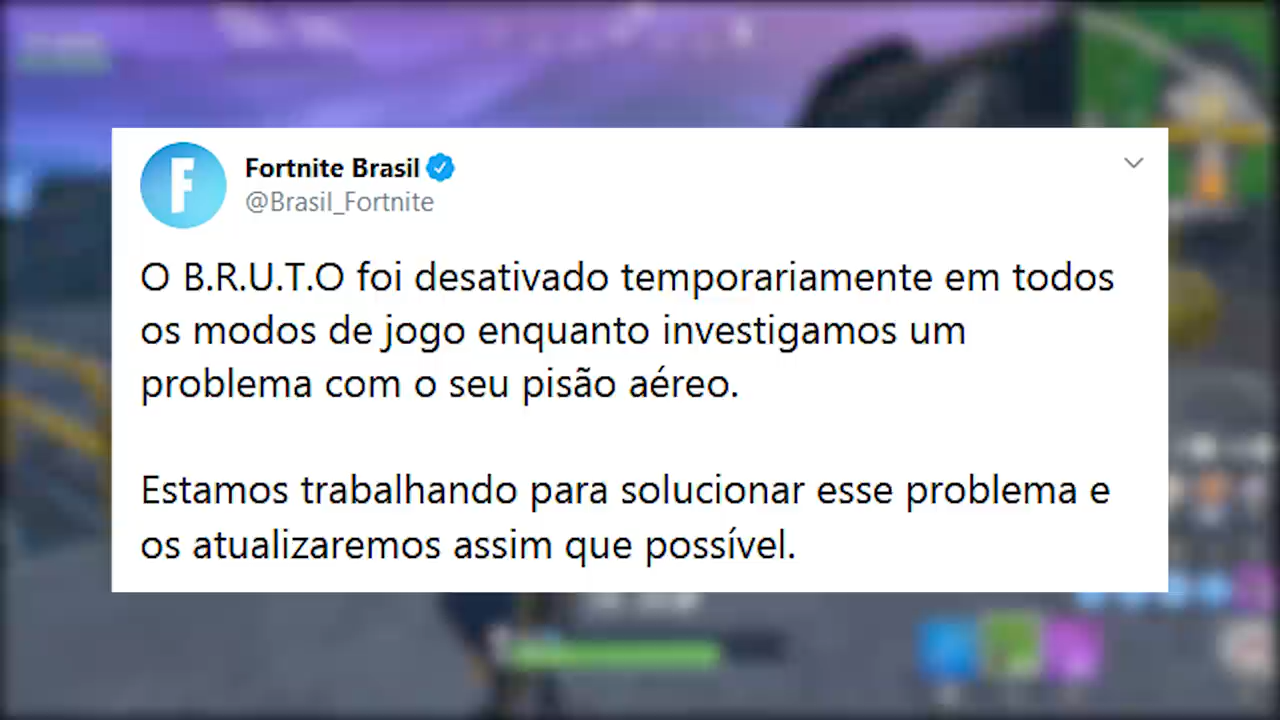 Fortnite Brasil
@Brasil_Fortnite
O B.R.U.T.O foi desativado temporariamente em todos
os modos de jogo enquanto investigamos um
problema com o seu pisão aéreo.
Estamos trabalhando para solucionar esse problema e
os atualizaremos assim que possível.